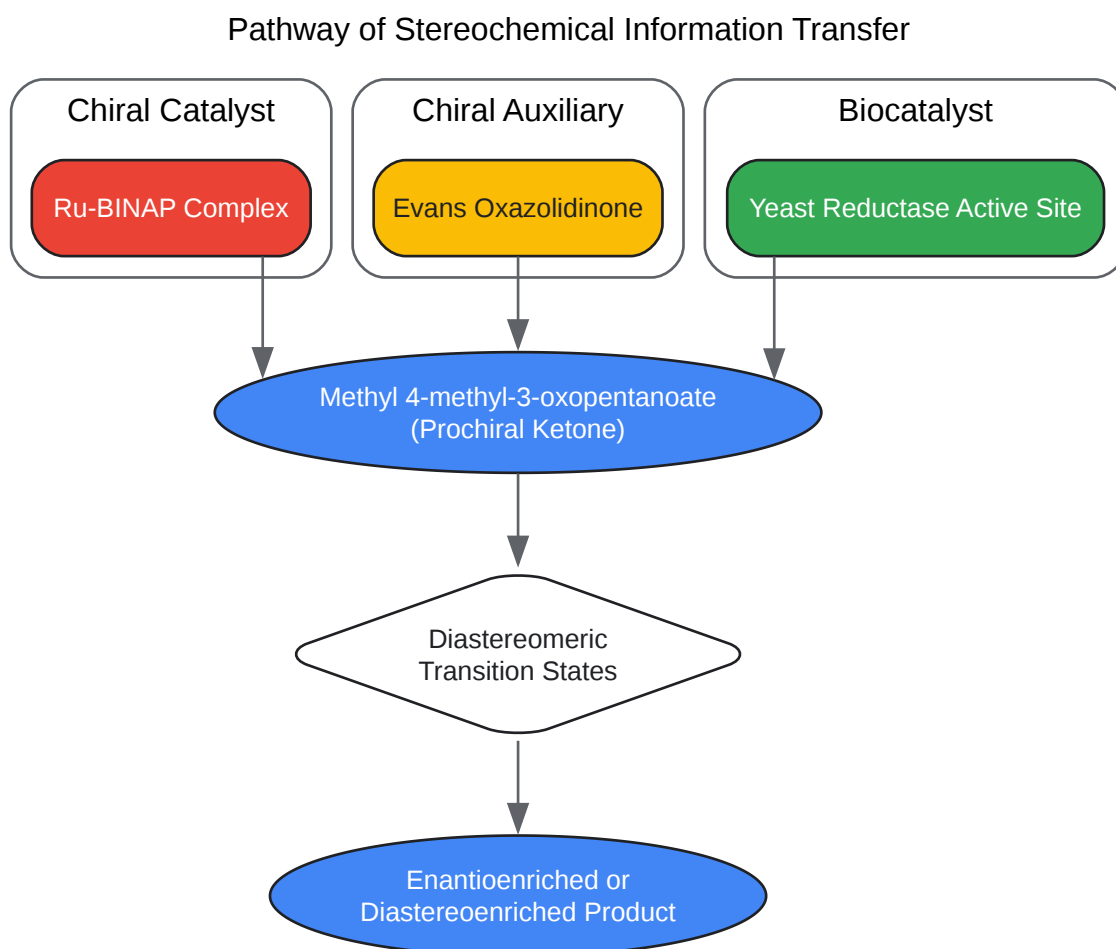 Pathway of Stereochemical Information Transfer
Chiral Catalyst
Chiral Auxiliary
Biocatalyst
Ru-BINAP Complex
Evans Oxazolidinone
Yeast Reductase Active Site
Methyl 4-methyl-3-oxopentanoate
(Prochiral Ketone)
Diastereomeric
Transition States
Enantioenriched or
Diastereoenriched Product